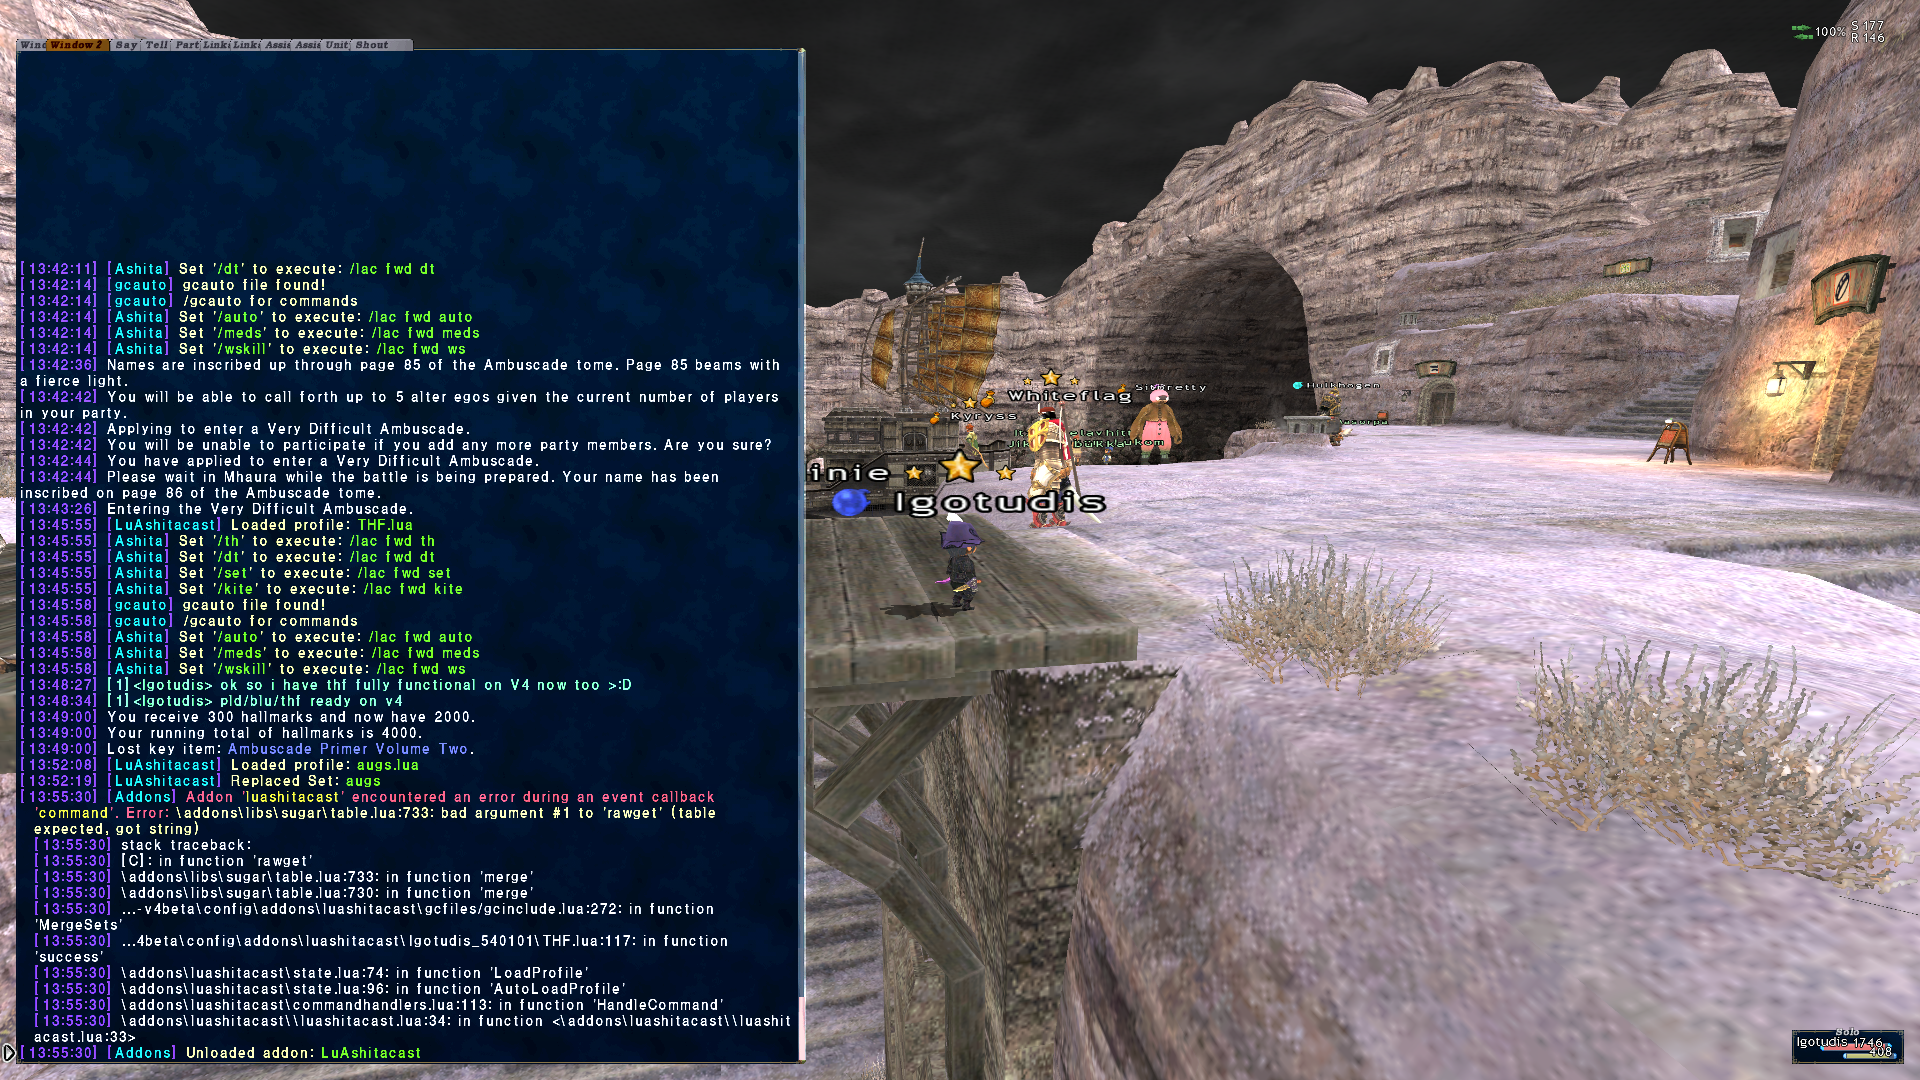 Wind Window 2 Say Tell Part Link Link Assis Assis Unit Shout
[13:42:11] [Ashita] Set '/dt' to execute: /lac fwd dt
[13:42:14] [gcauto] gcauto file found!
[13:42:14] [gcauto] /gcauto for commands
[13:42:14] [Ashita] Set '/auto' to execute: /lac fwd auto
[13:42:14] [Ashita] Set '/meds' to execute: /lac fwd meds
[13:42:14] [Ashita] Set '/wskill' to execute: /lac fwd ws
[13:42:36] Names are inscribed up through page 85 of the Ambuscade tome. Page 85 beams with
a fierce light.
[13:42:42] You will be able to call forth up to 5 alter egos given the current number of players
in your party.
[13:42:42] Applying to enter a Very Difficult Ambuscade.
[13:42:42] You will be unable to participate if you add any more party members. Are you sure?
[13:42:44] You have applied to enter a Very Difficult Ambuscade.
[13:42:44] Please wait in Mhaura while the battle is being prepared. Your name has been
inscribed on page 86 of the Ambuscade tome.
[13:43:26] Entering the Very Difficult Ambuscade.
[13:45:55] [LuAshitacast] Loaded profile: THF.lua
[13:45:55] [Ashita] Set '/th' to execute: /lac fwd th
[13:45:55] [Ashita] Set '/dt' to execute: /lac fwd dt
[13:45:55] [Ashita] Set '/set' to execute: /lac fwd set
[13:45:55] [Ashita] Set '/kite' to execute: /lac fwd kite
[13:45:58] [gcauto] gcauto file found!
[13:45:58] [gcauto] /gcauto for commands
[13:45:58] [Ashita] Set '/auto' to execute: /lac fwd auto
[13:45:58] [Ashita] Set '/meds' to execute: /lac fwd meds
[13:45:58] [Ashita] Set '/wskill' to execute: /lac fwd ws
[13:48:27] [1]<Igotudis> ok so i have thf fully functional on V4 now too >:D
[13:48:34] [1]<Igotudis> pld/blu/thf ready on v4
[13:49:00] You receive 300 hallmarks and now have 2000.
[13:49:00] Your running total of hallmarks is 4000.
[13:49:00] Lost key item: Ambuscade Primer Volume Two.
[13:52:08] [LuAshitacast] Loaded profile: augs.lua
[13:52:19] [LuAshitacast] Replaced Set: augs
[13:55:30] [Addons] Addon 'luashitacast' encountered an error during an event callback
'command'. Error: \addons\libs\sugar\table.lua:733: bad argument #1 to 'rawget' (table
expected, got string)
[13:55:30] stack traceback:
[13:55:30] [C]: in function 'rawget'
[13:55:30] \addons\libs\sugar\table.lua:733: in function 'merge'
[13:55:30] \addons\libs\sugar\table.lua:730: in function 'merge'
[13:55:30] ...-v4beta\config\addons\luashitacast\gcfiles/gcinclude.lua:272: in function
'MergeSets'
[13:55:30] ...4beta\config\addons\luashitacast\Igotudis_540101\THF.lua:117: in function
'success'
[13:55:30] \addons\luashitacast\state.lua:74: in function 'LoadProfile'
[13:55:30] \addons\luashitacast\state.lua:96: in function 'AutoLoadProfile'
[13:55:30] \addons\luashitacast\commandhandlers.lua:113: in function 'HandleCommand'
[13:55:30] \addons\luashitacast\\luashitacast.lua:34: in function <\addons\luashitacast\\luashit
acast.lua:33>
[13:55:30] [Addons] Unloaded addon: LuAshitacast
100% S 177
R 146
Sitbretty
Hulkhogen
Whiteflag
Kyryss
inie
Igotudis
Solo
Igotudis 1746
408